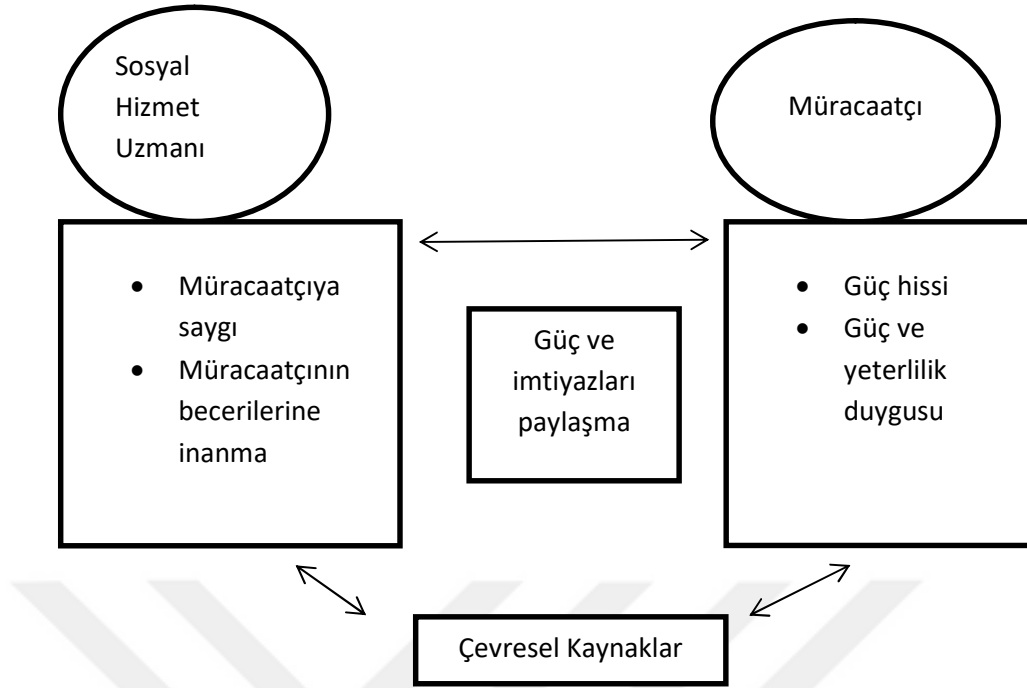 Sosyal
Hizmet
Uzmanı
Müracaatçı
• Müracaatçıya
saygı
• Müracaatçının
becerilerine
inanma
Güç ve
imtiyazları
paylaşma
• Güç hissi
• Güç ve
yeterlilik
duygusu
Çevresel Kaynaklar